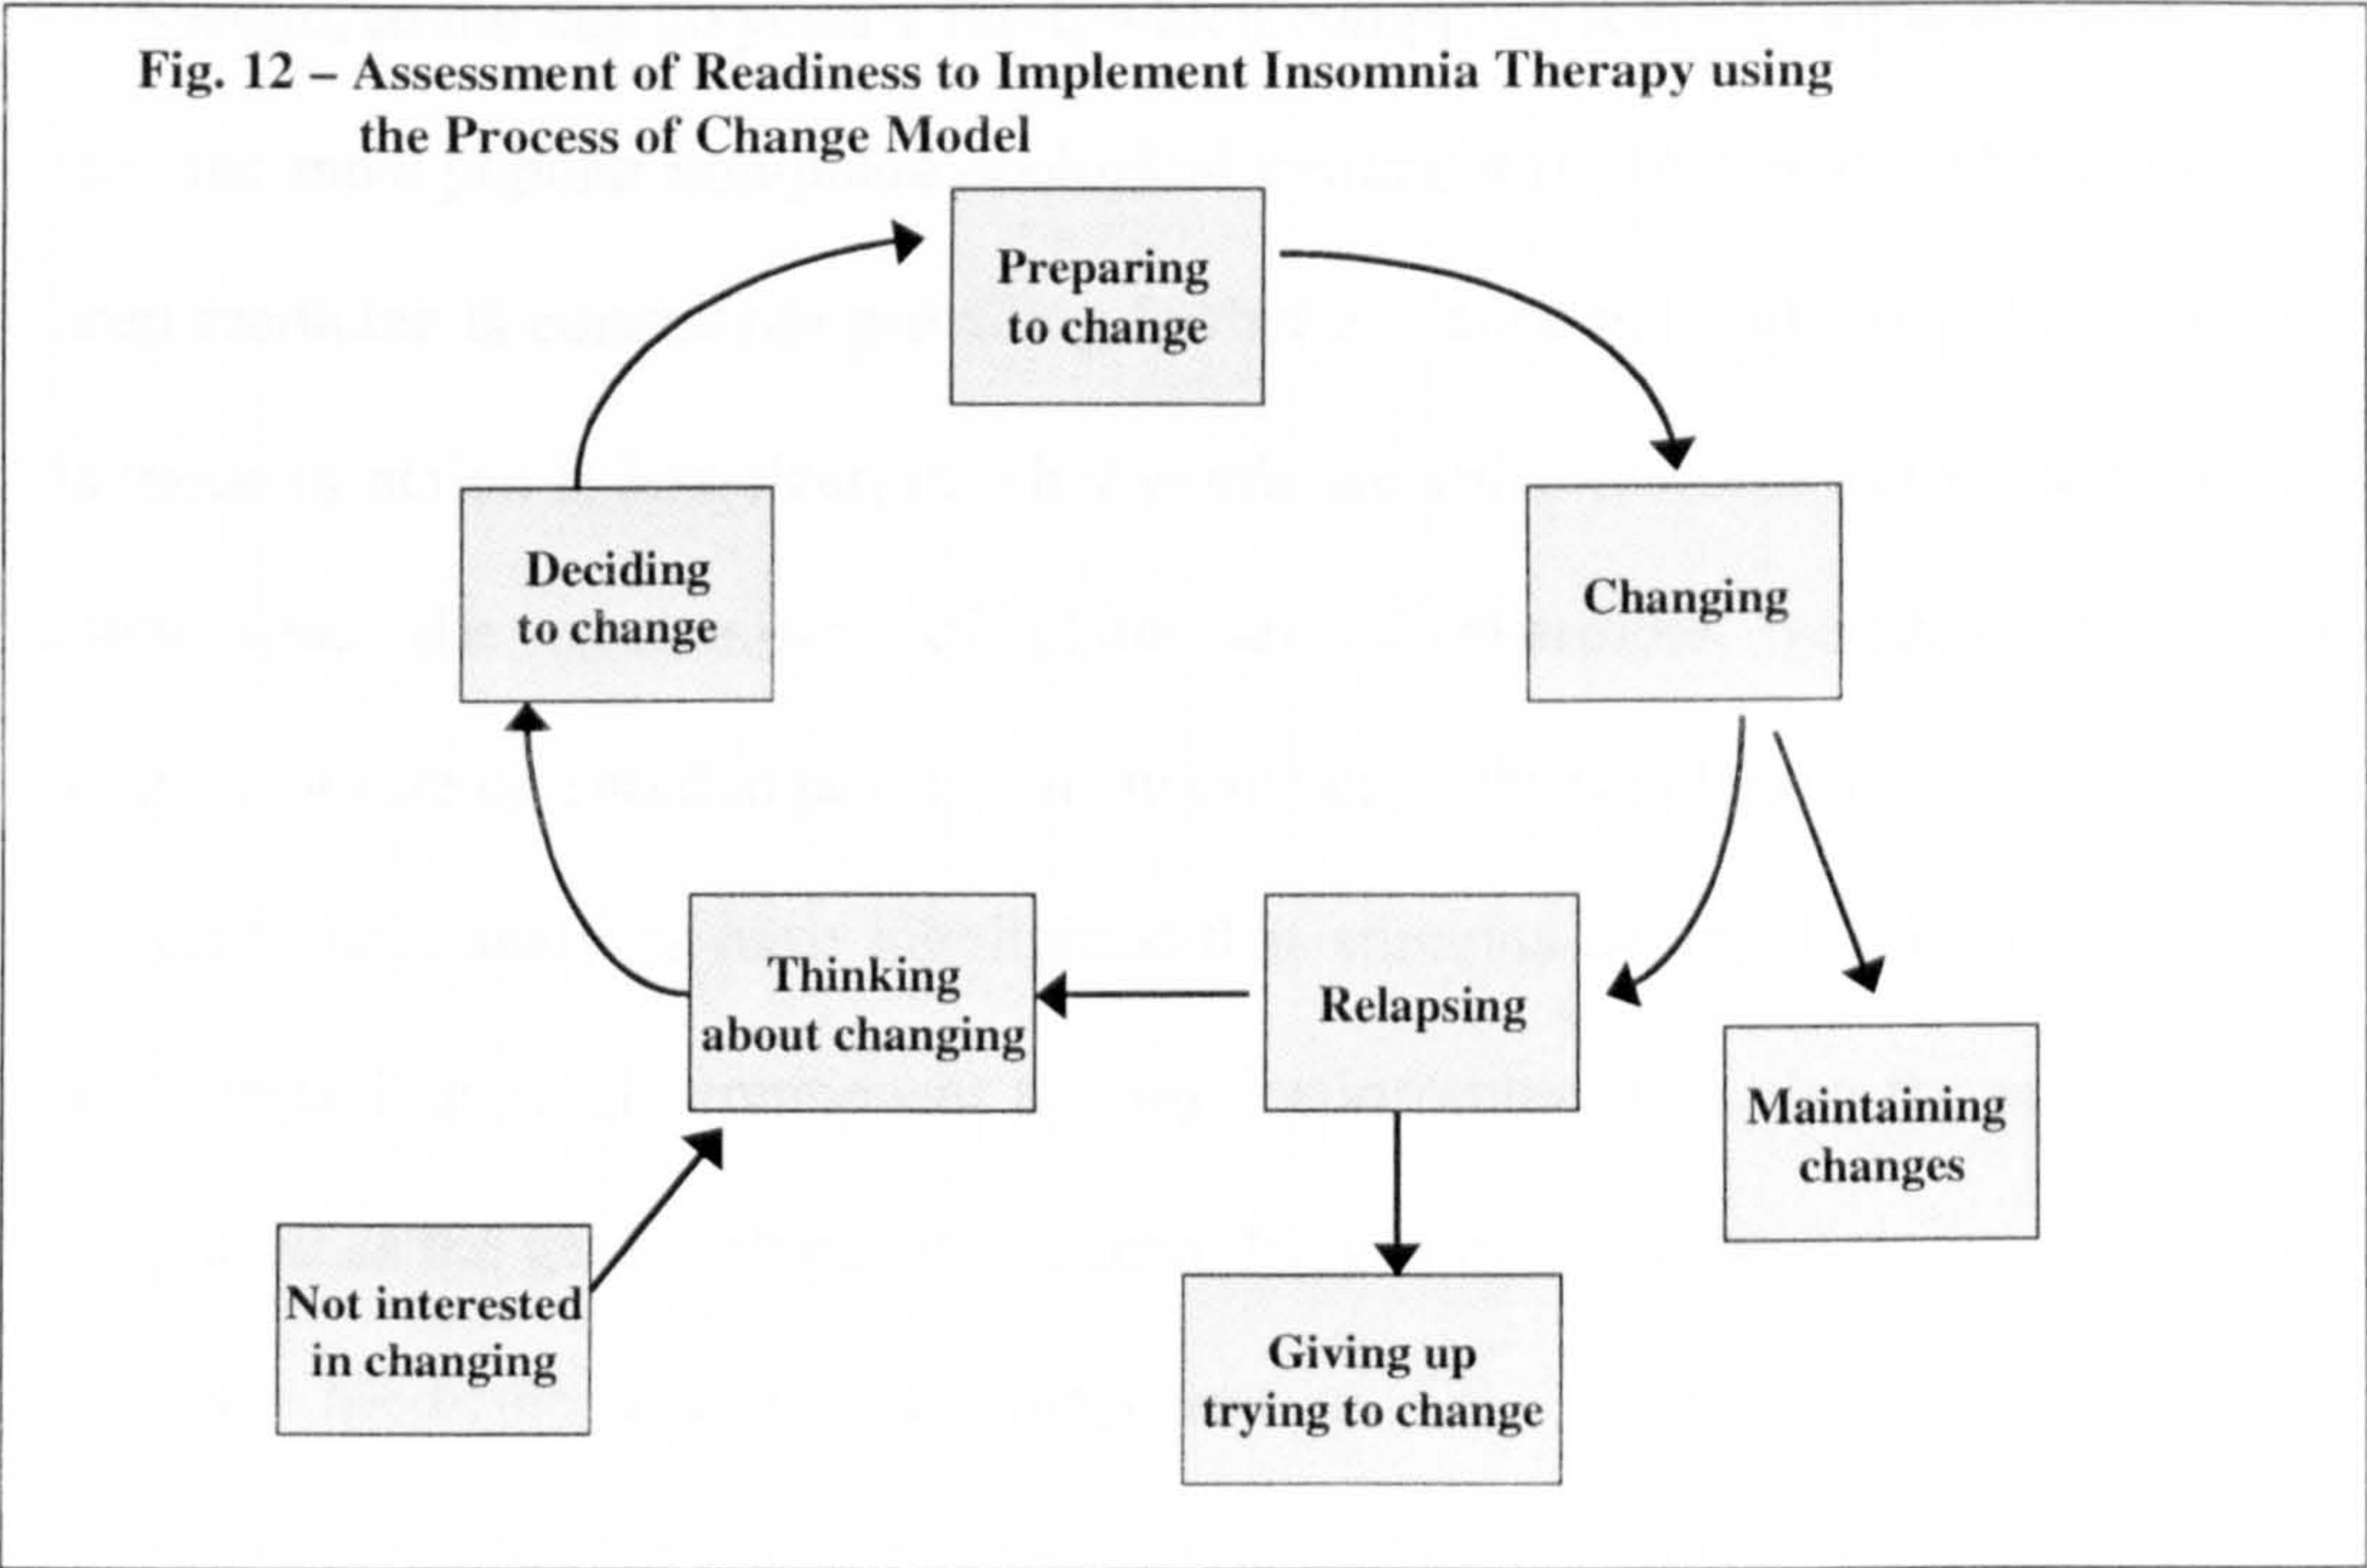 Fig. 12 – Assessment of Readiness to Implement Insomnia Therapy using
the Process of Change Model
Preparing
to change
Deciding
to change
Changing
Thinking
about changing
Relapsing
Maintaining
changes
Not interested
in changing
Giving up
trying to change